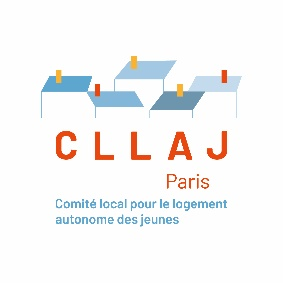 CLLAJ
Paris
Comité local pour le logement
autonome des jeunes